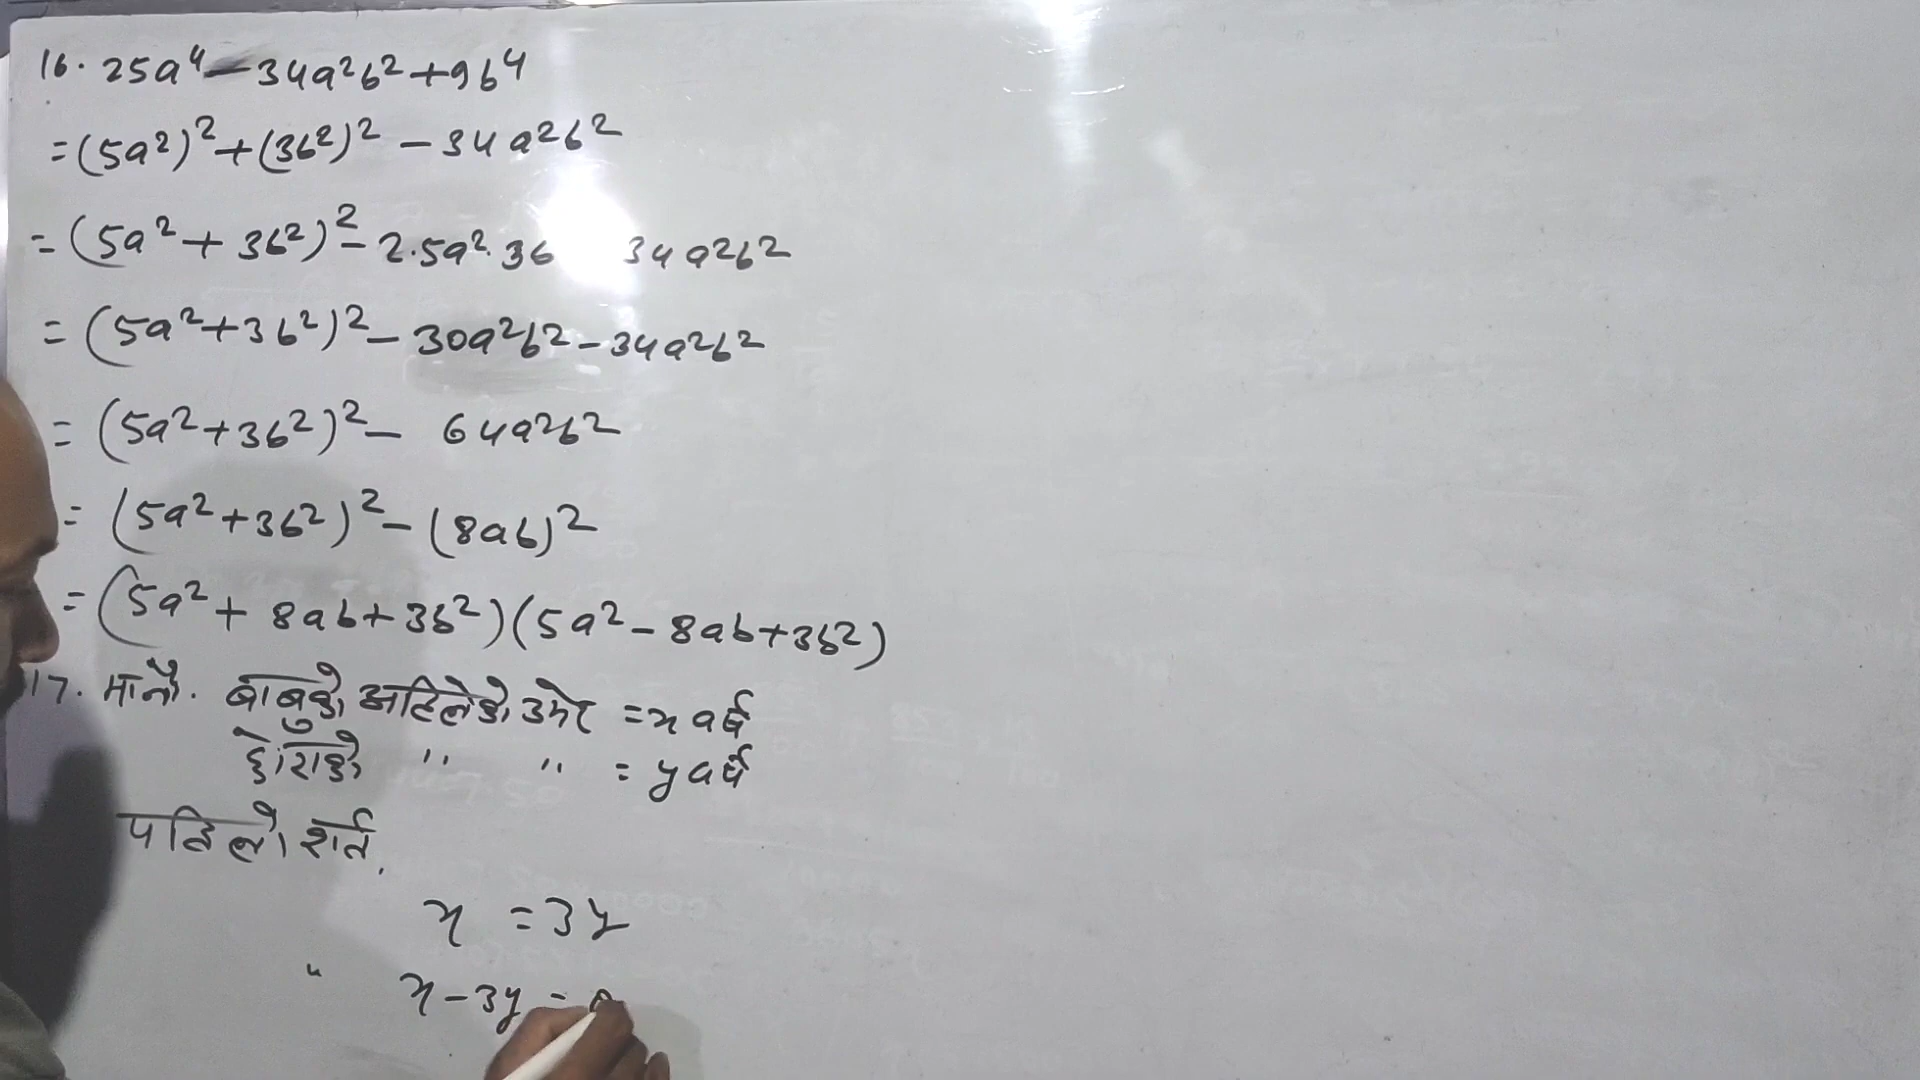 16. 25a⁴ - 34a²b² + 9b⁴
= (5a²)² + (3b²)² - 34a²b²
= (5a² + 3b²)² - 2.5a².3b 34a²b²
= (5a² + 3b²)² - 30a²b² - 34a²b²
= (5a² + 3b²)² - 64a²b²
= (5a² + 3b²)² - (8ab)²
= (5a² + 8ab + 3b²)(5a² - 8ab + 3b²)
17. मानौ. बाबुको अहिलेको उमेर = x वर्ष
छोराको " " = y वर्ष
पहिलो शर्त,
x = 3y
" x - 3y =